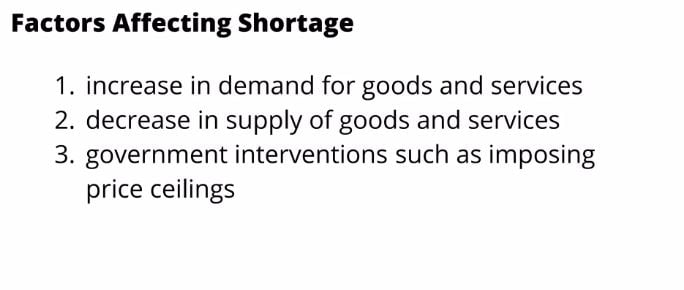 Factors Affecting Shortage
1. increase in demand for goods and services
2. decrease in supply of goods and services
3. government interventions such as imposing
price ceilings